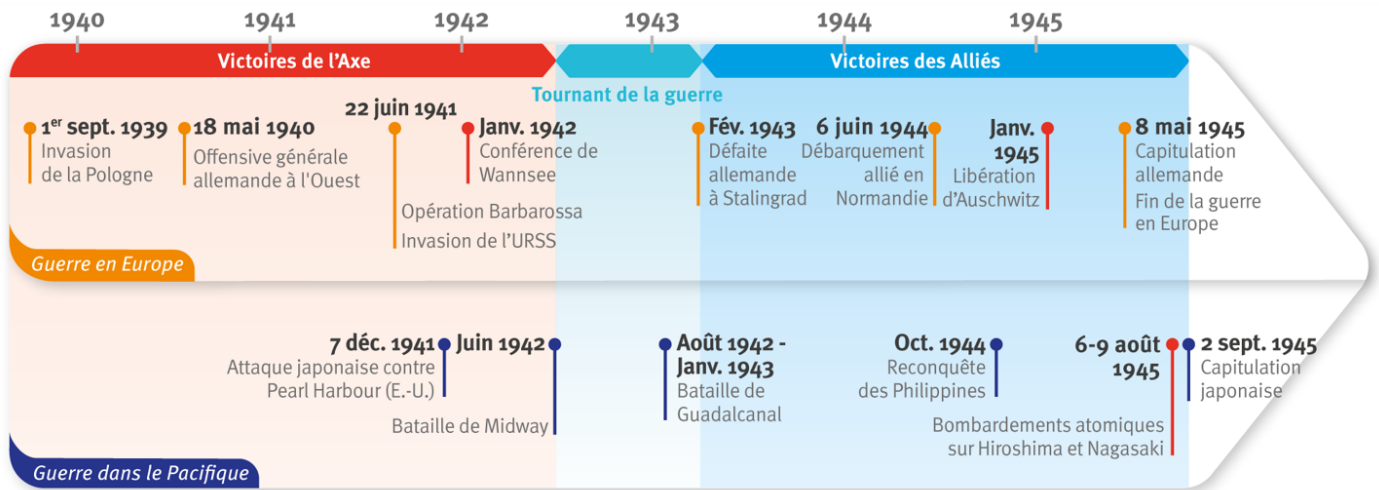 1940 1941 1942 1943 1944 1945
Victoires de l'Axe
Victoires des Alliés
Tournant de la guerre
1er sept. 1939
Invasion
de la Pologne
18 mai 1940
Offensive générale
allemande à l'Ouest
22 juin 1941
Opération Barbarossa
Invasion de l'URSS
Janv. 1942
Conférence de
Wannsee
Fév. 1943
Défaite
allemande
à Stalingrad
6 juin 1944
Débarquement
allié en
Normandie
Janv.
1945
Libération
d'Auschwitz
8 mai 1945
Capitulation
allemande
Fin de la guerre
en Europe
Guerre en Europe
7 déc. 1941
Attaque japonaise contre
Pearl Harbour (E.-U.)
Juin 1942
Bataille de Midway
Août 1942 -
Janv. 1943
Bataille de
Guadalcanal
Oct. 1944
Reconquête
des Philippines
6-9 août
1945
Bombardements atomiques
sur Hiroshima et Nagasaki
2 sept. 1945
Capitulation
japonaise
Guerre dans le Pacifique